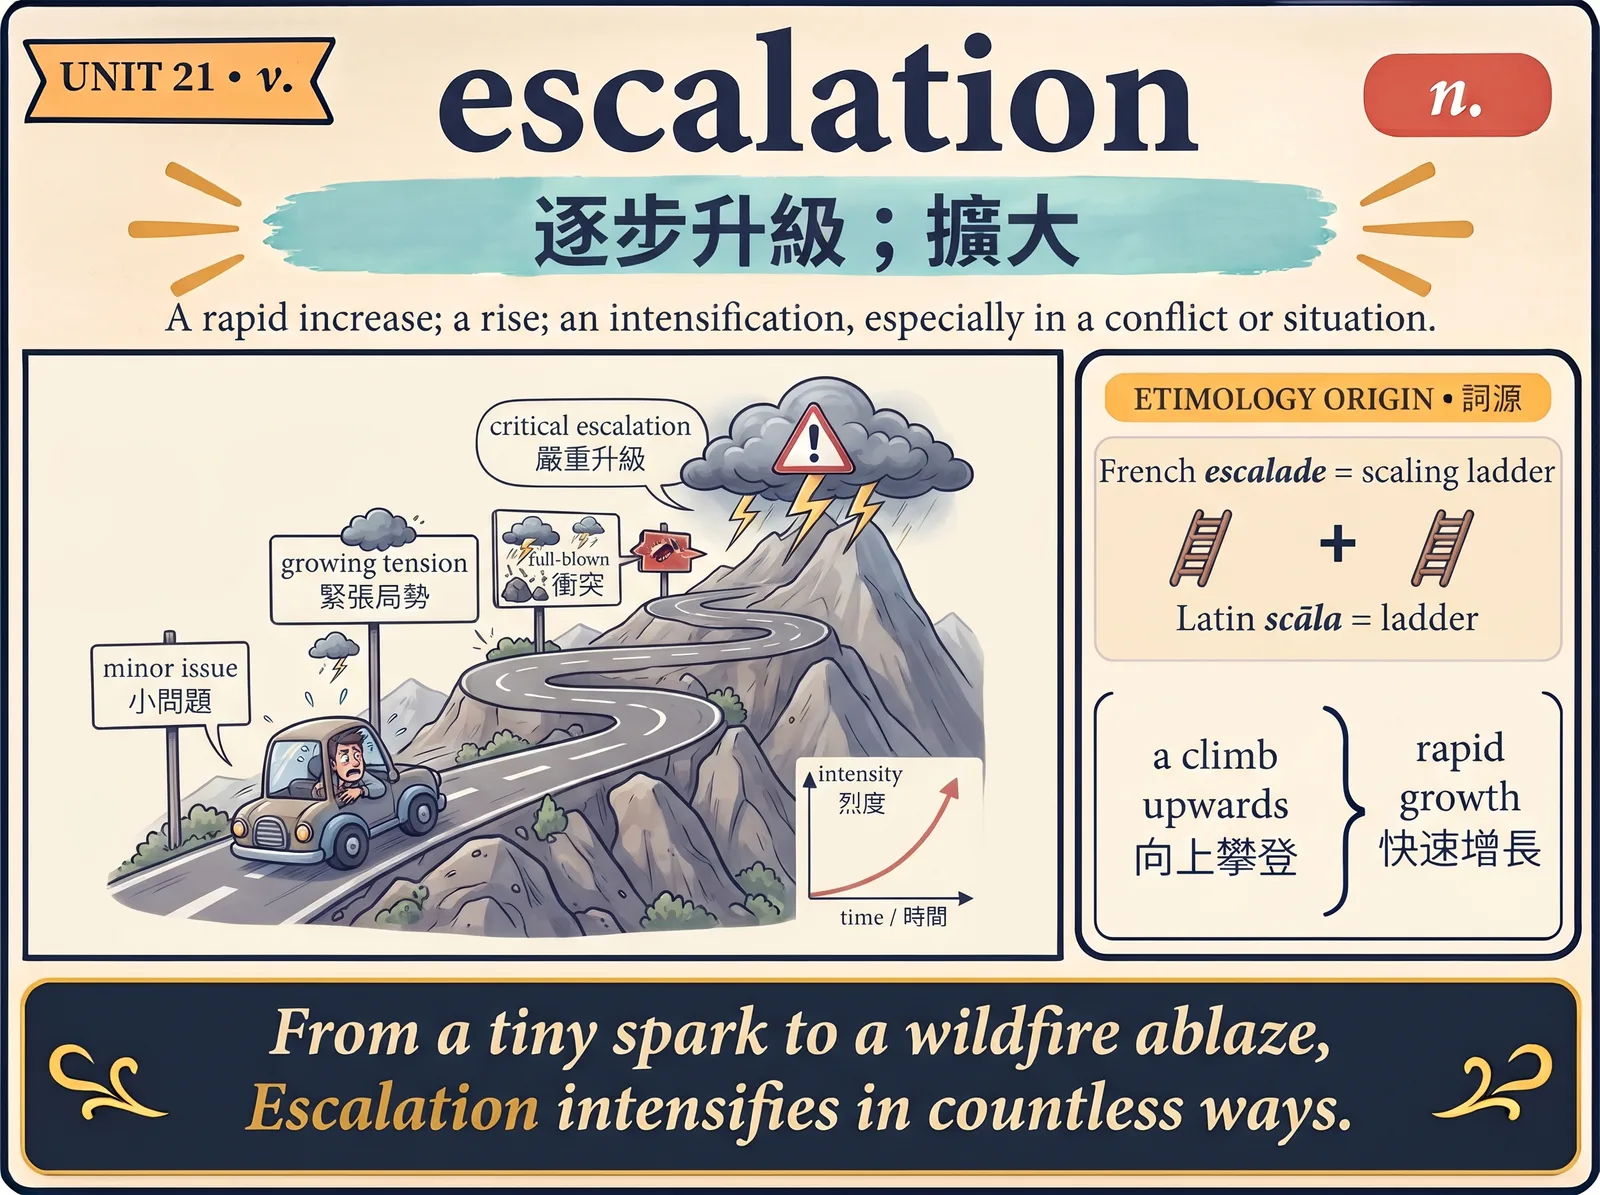 UNIT 21 • v.
escalation
n.
逐步升級；擴大
A rapid increase; a rise; an intensification, especially in a conflict or situation.
critical escalation
嚴重升級
growing tension
緊張局勢
full-blown
衝突
minor issue
小問題
intensity
烈度
time / 時間
ETIMOLOGY ORIGIN • 詞源
French escalade = scaling ladder
+
Latin scāla = ladder
a climb
upwards
向上攀登
rapid
growth
快速增長
From a tiny spark to a wildfire ablaze,
Escalation intensifies in countless ways.